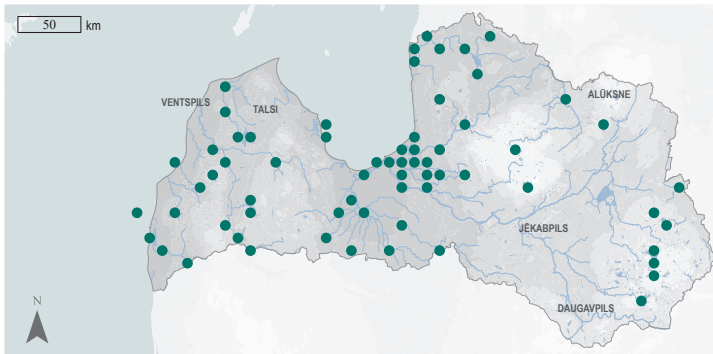 50 km
VENTSPILS
TALSI
ALŪKSNE
JĒKABPILS
DAUGAVPILS
N